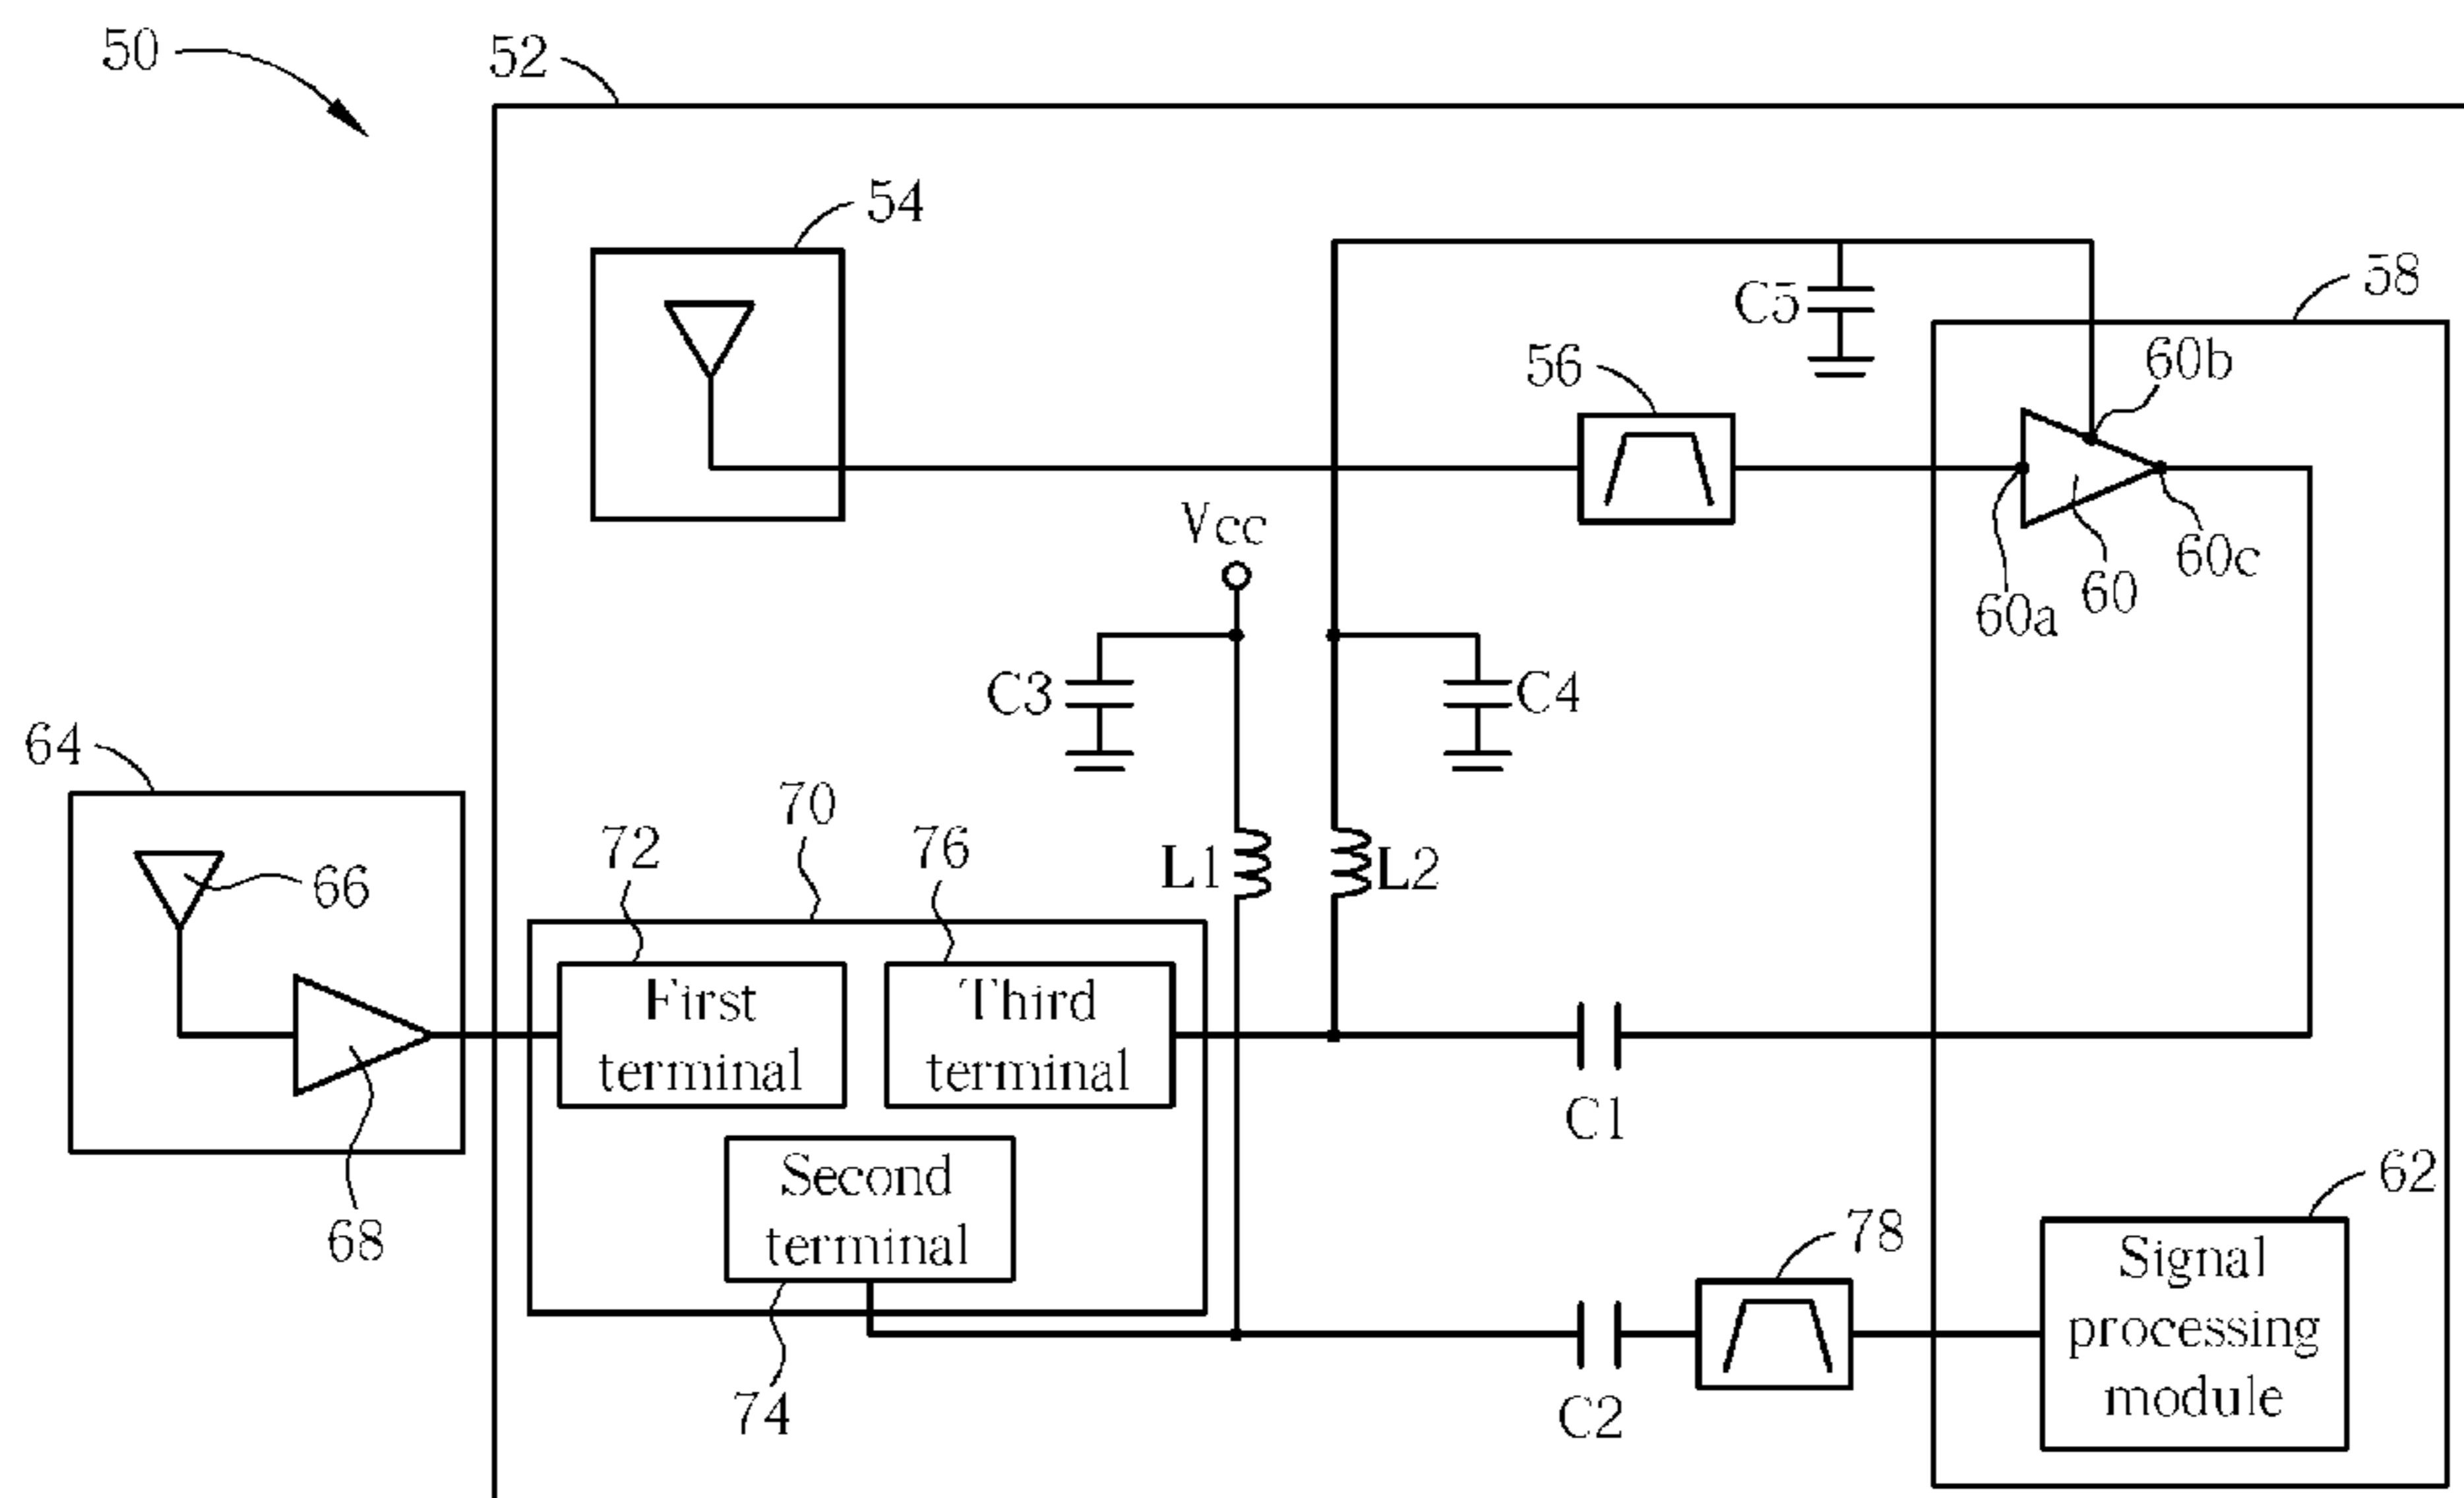 50
52
54
58
C5
60b
56
Vcc
60c
60
60a
C3
C4
64
70
72
76
L1
L2
66
First
terminal
Third
terminal
C1
Second
terminal
62
68
78
Signal
processing
module
74
C2